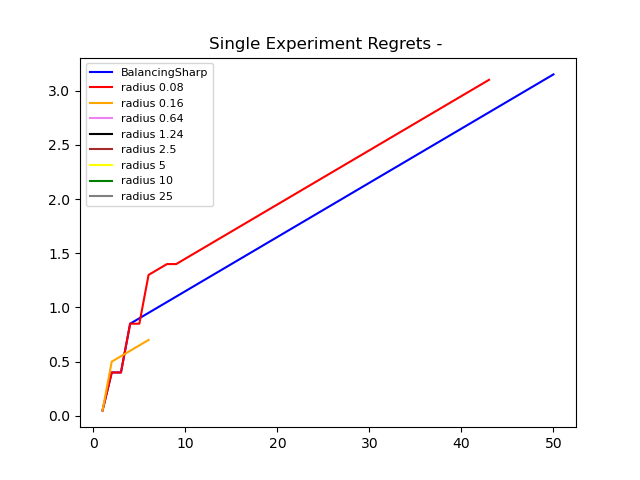 Single Experiment Regrets -
BalancingSharp
radius 0.08
radius 0.16
radius 0.64
radius 1.24
radius 2.5
radius 5
radius 10
radius 25
3.0
2.5
2.0
1.5
1.0
0.5
0.0
0 10 20 30 40 50